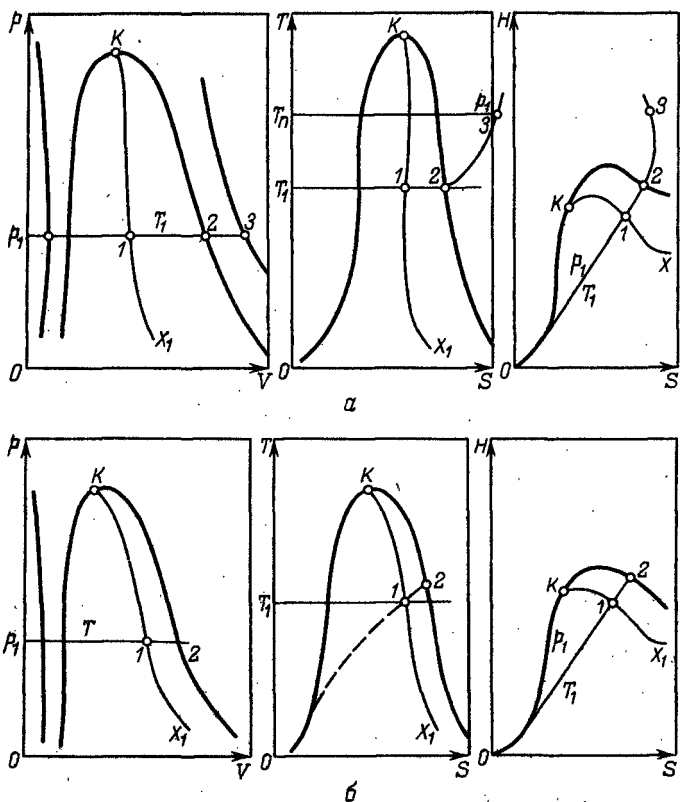 P K P₁ T₁ 1 2 3 X₁ 0 V
T K Tп P₁ 3 T₁ 1 2 X₁ 0 S
H K 3 2 1 P₁ T₁ X 0 S
а
P K P₁ T 1 2 X₁ 0 V
T K T₁ 1 2 X₁ 0 S
H K 2 1 P₁ T₁ X₁ 0 S
б